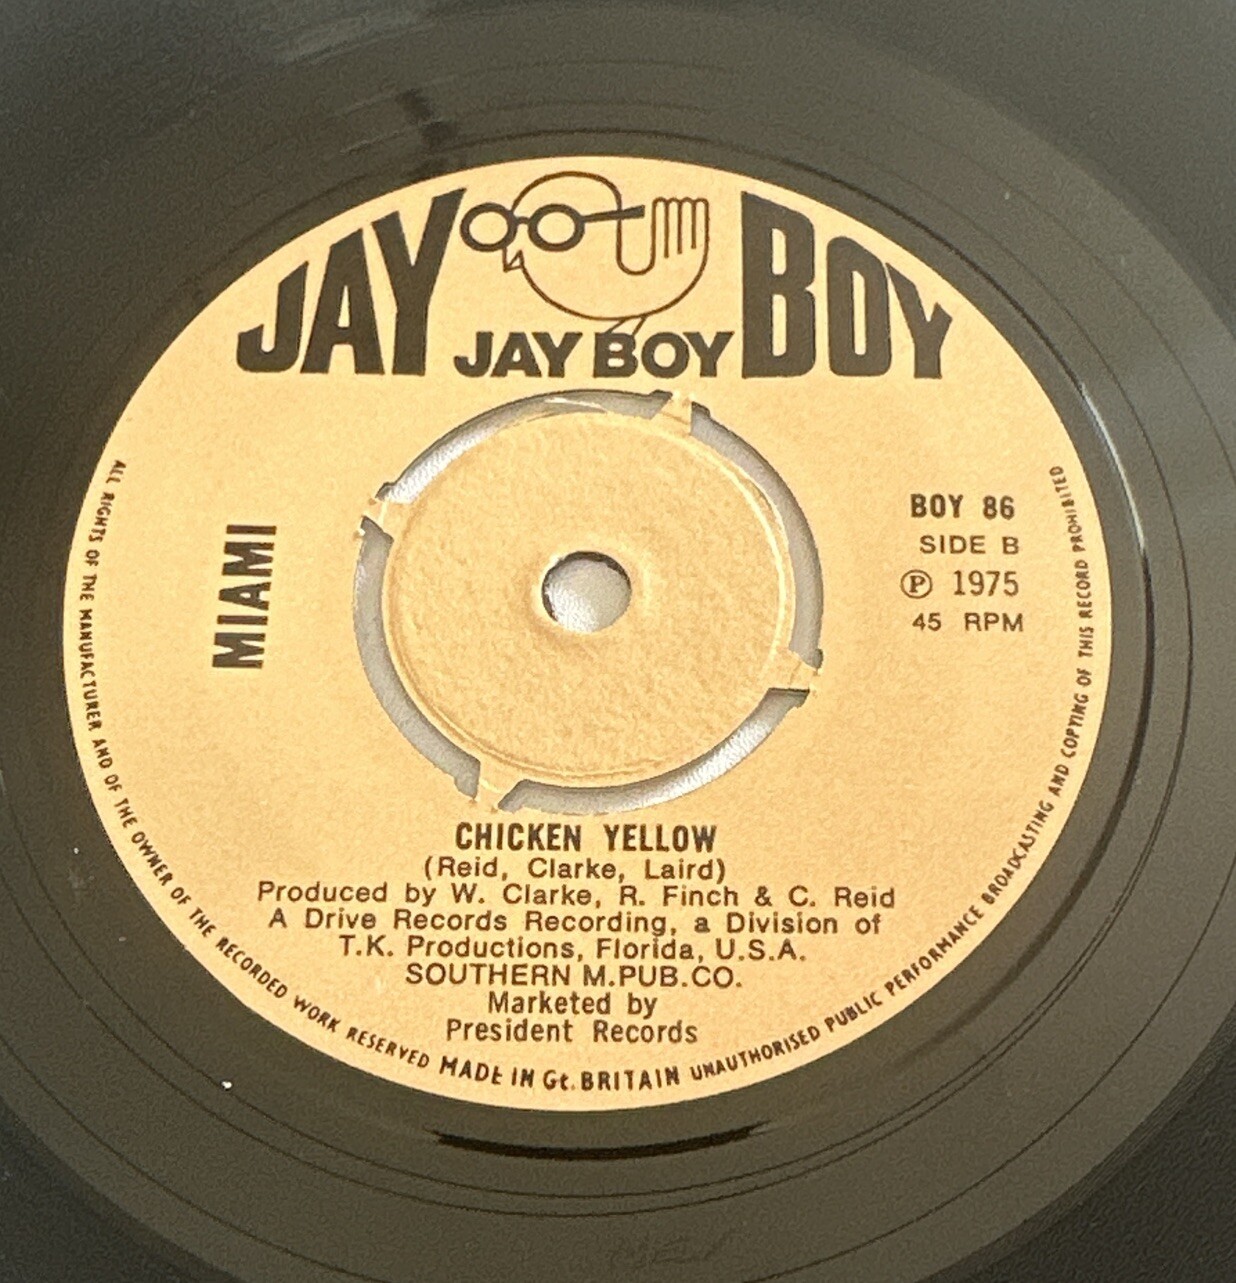 JAY BOY
JAY BOY
MIAMI
BOY 86
SIDE B
Ⓟ 1975
45 RPM
CHICKEN YELLOW
(Reid, Clarke, Laird)
Produced by W. Clarke, R. Finch & C. Reid
A Drive Records Recording, a Division of
T.K. Productions, Florida, U.S.A.
SOUTHERN M.PUB.CO.
Marketed by
President Records
ALL RIGHTS OF THE MANUFACTURER AND OF THE OWNER OF THE RECORDED WORK RESERVED MADE IN Gt. BRITAIN UNAUTHORISED PUBLIC PERFORMANCE BROADCASTING AND COPYING OF THIS RECORD PROHIBITED